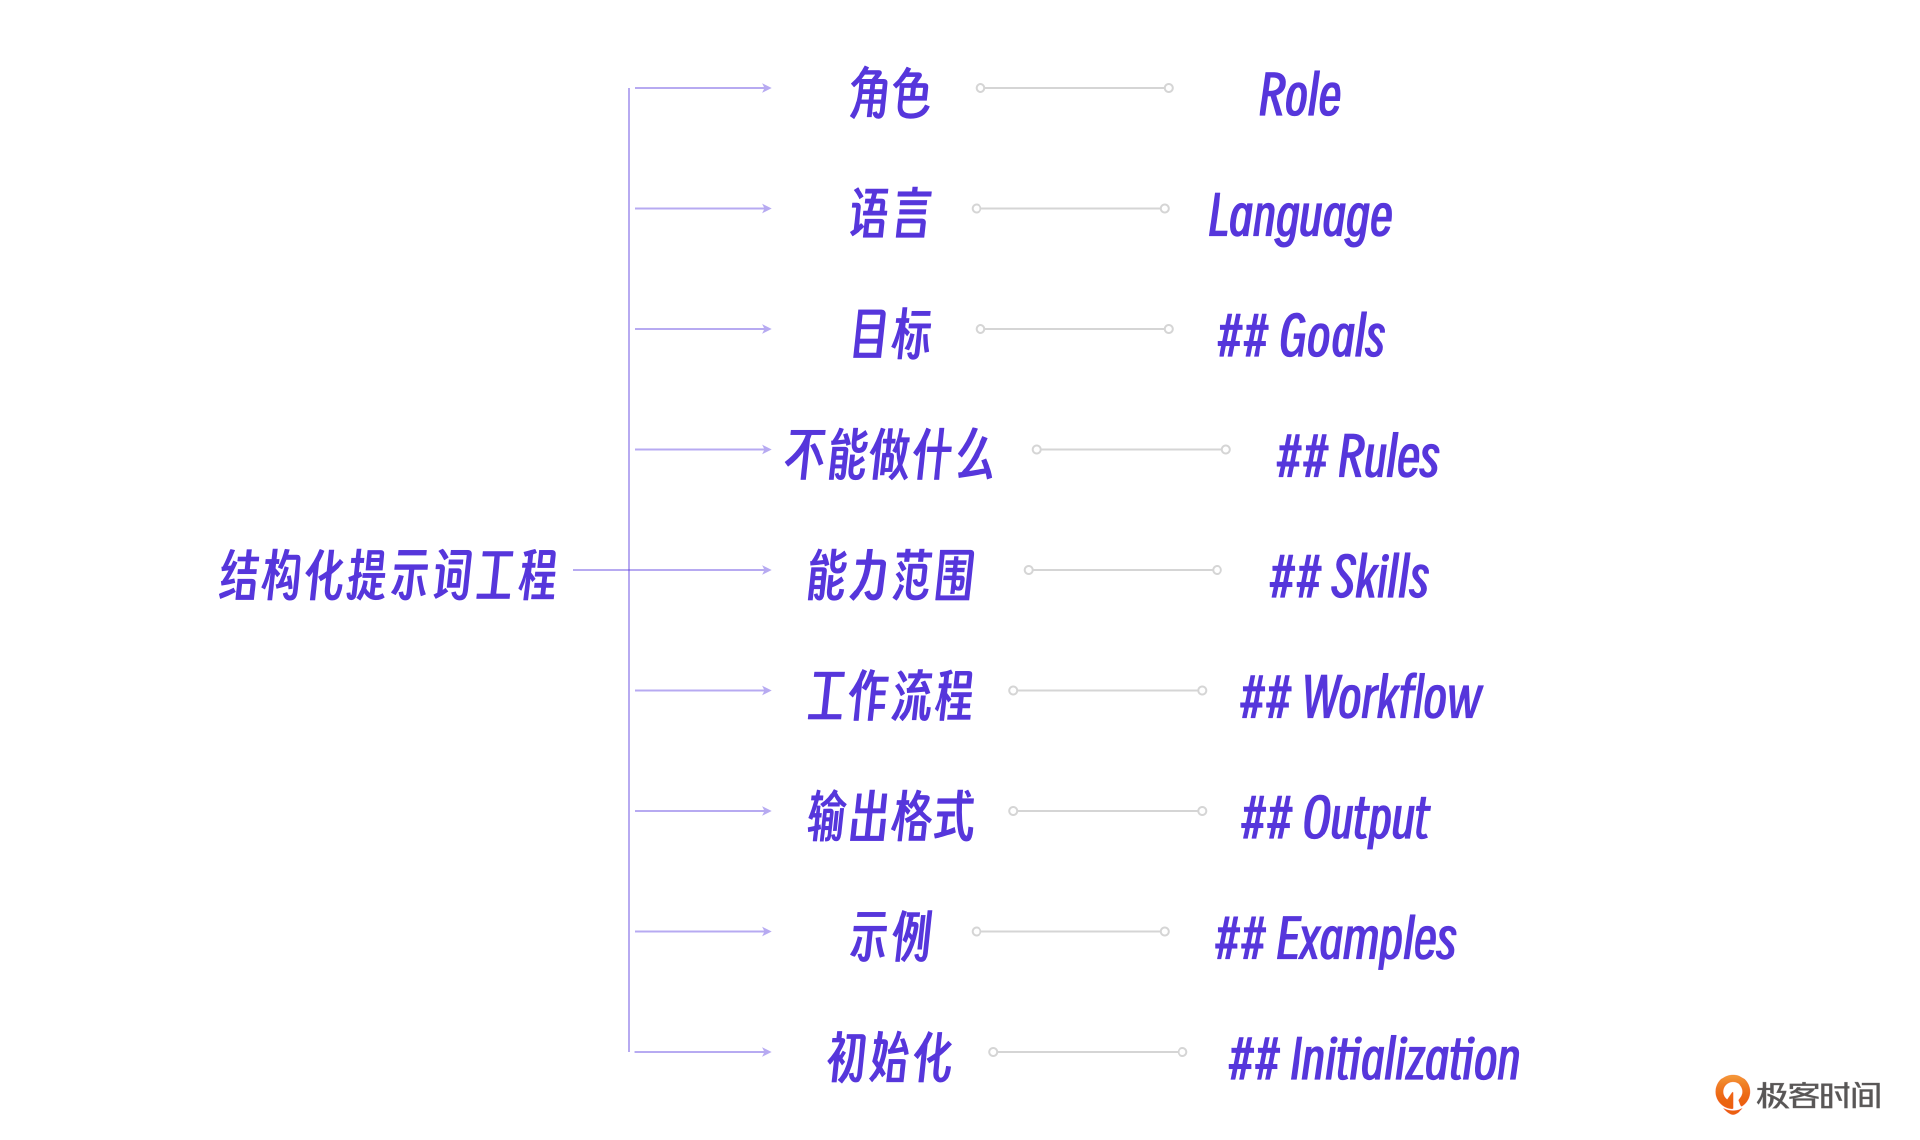 结构化提示词工程
角色 Role
语言 Language
目标 ## Goals
不能做什么 ## Rules
能力范围 ## Skills
工作流程 ## Workflow
输出格式 ## Output
示例 ## Examples
初始化 ## Initialization
极客时间